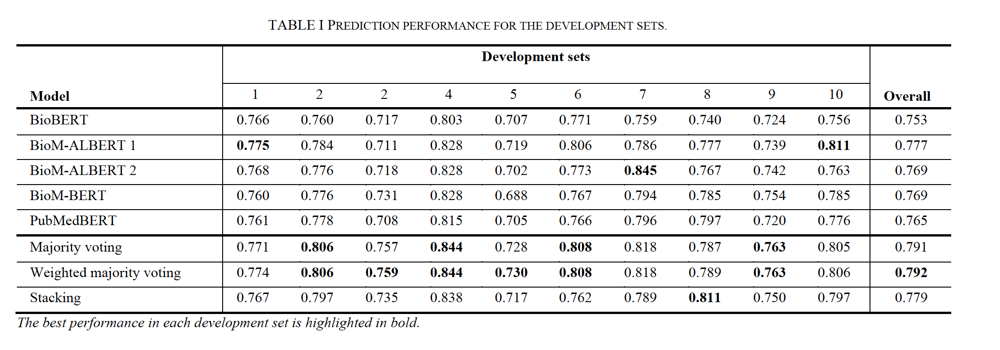 TABLE I PREDICTION PERFORMANCE FOR THE DEVELOPMENT SETS.
Development sets
Model 1 2 2 4 5 6 7 8 9 10 Overall
BioBERT 0.766 0.760 0.717 0.803 0.707 0.771 0.759 0.740 0.724 0.756 0.753
BioM-ALBERT 1 0.775 0.784 0.711 0.828 0.719 0.806 0.786 0.777 0.739 0.811 0.777
BioM-ALBERT 2 0.768 0.776 0.718 0.828 0.702 0.773 0.845 0.767 0.742 0.763 0.769
BioM-BERT 0.760 0.776 0.731 0.828 0.688 0.767 0.794 0.785 0.754 0.785 0.769
PubMedBERT 0.761 0.778 0.708 0.815 0.705 0.766 0.796 0.797 0.720 0.776 0.765
Majority voting 0.771 0.806 0.757 0.844 0.728 0.808 0.818 0.787 0.763 0.805 0.791
Weighted majority voting 0.774 0.806 0.759 0.844 0.730 0.808 0.818 0.789 0.763 0.806 0.792
Stacking 0.767 0.797 0.735 0.838 0.717 0.762 0.789 0.811 0.750 0.797 0.779
The best performance in each development set is highlighted in bold.